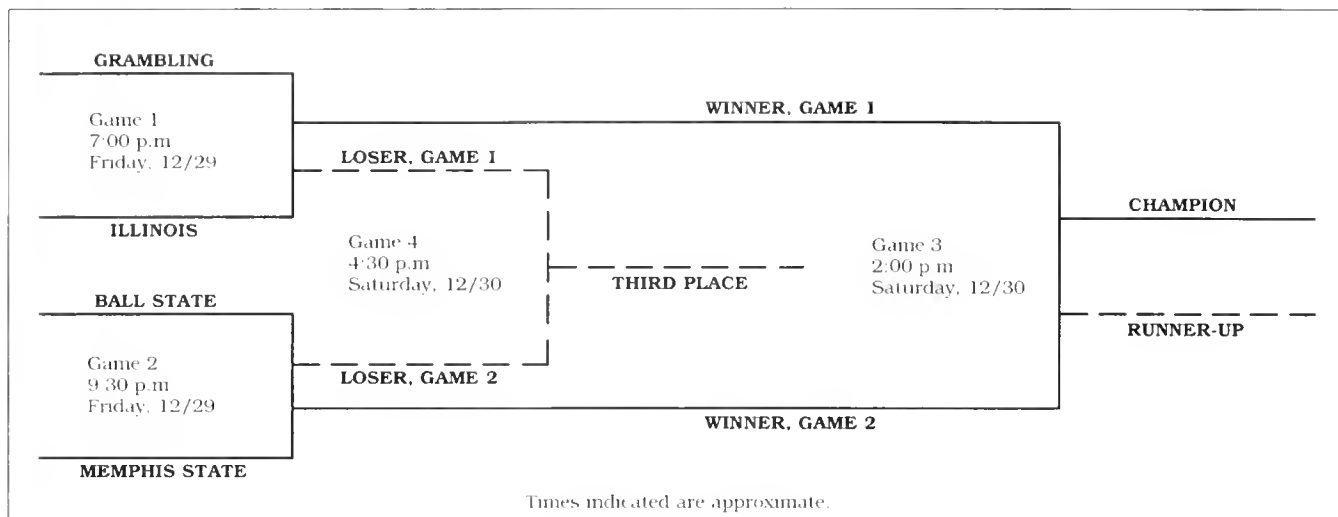 GRAMBLING
Game 1
7:00 p.m
Friday, 12/29
ILLINOIS
WINNER, GAME 1
LOSER, GAME 1
Game 4
4:30 p.m
Saturday, 12/30
THIRD PLACE
Game 3
2:00 p m
Saturday, 12/30
CHAMPION
RUNNER-UP
BALL STATE
Game 2
9 30 p.m
Friday, 12/29
MEMPHIS STATE
LOSER, GAME 2
WINNER, GAME 2
Times indicated are approximate.